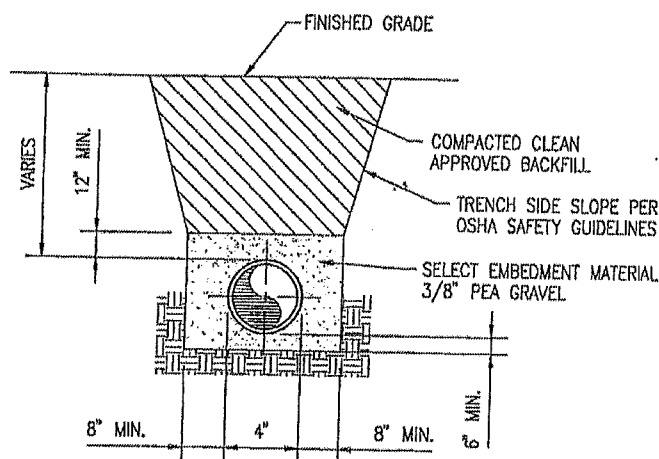 FINISHED GRADE
VARIES
12" MIN.
COMPACTED CLEAN
APPROVED BACKFILL
TRENCH SIDE SLOPE PER
OSHA SAFETY GUIDELINES
SELECT EMBEDMENT MATERIAL
3/8" PEA GRAVEL
8" MIN.
4"
8" MIN.
MIN.